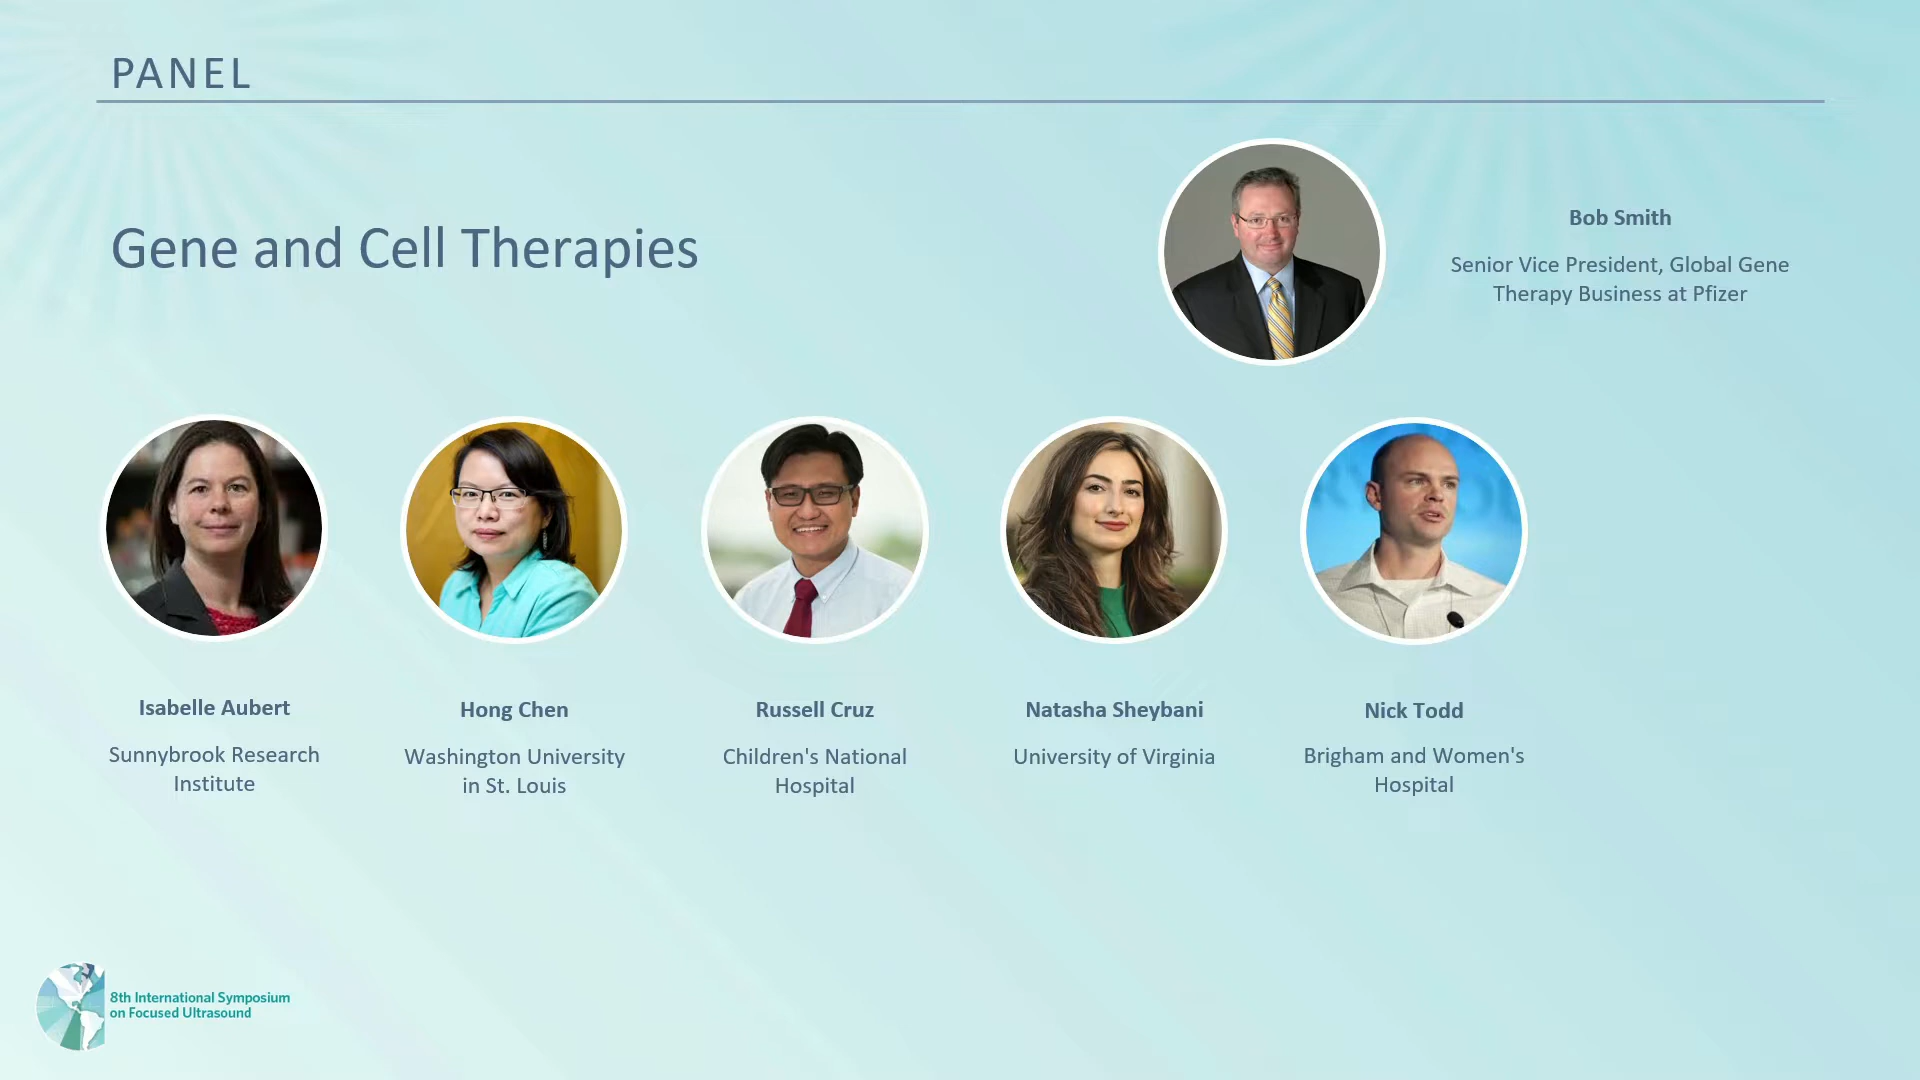 PANEL
Gene and Cell Therapies
Bob Smith
Senior Vice President, Global Gene
Therapy Business at Pfizer
Isabelle Aubert
Sunnybrook Research
Institute
Hong Chen
Washington University
in St. Louis
Russell Cruz
Children's National
Hospital
Natasha Sheybani
University of Virginia
Nick Todd
Brigham and Women's
Hospital
8th International Symposium
on Focused Ultrasound